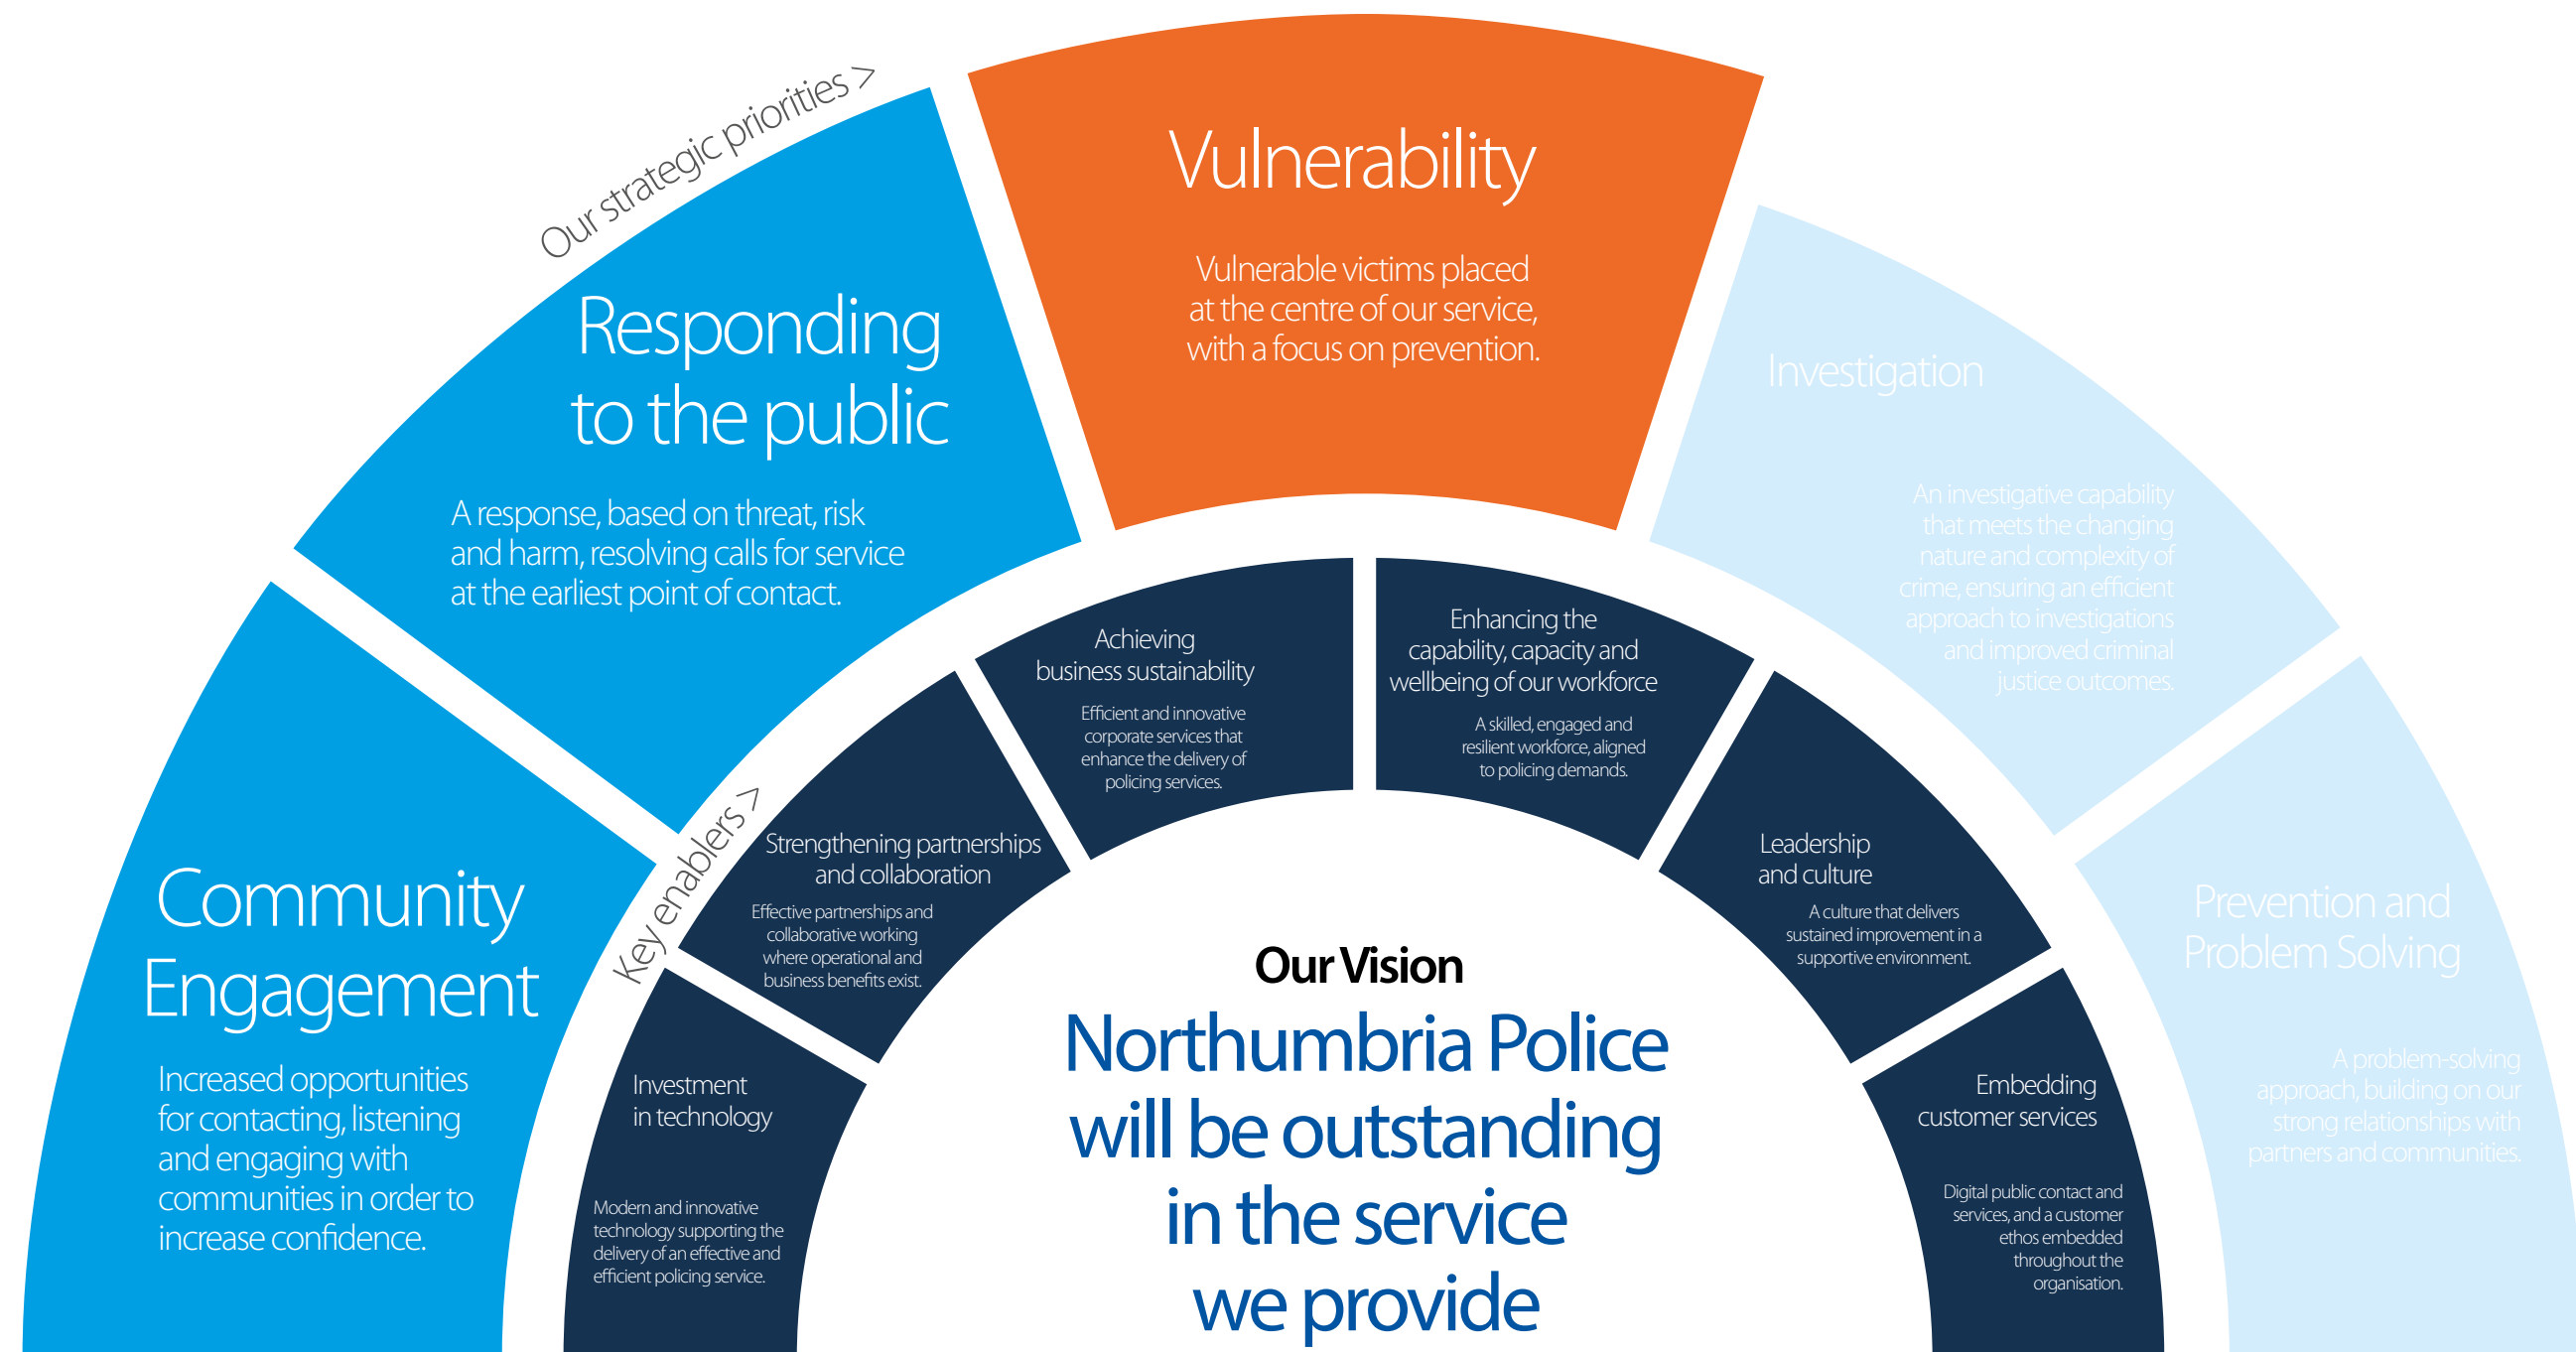 Our strategic priorities >
Community
Engagement
Increased opportunities
for contacting, listening
and engaging with
communities in order to
increase confidence.
Responding
to the public
A response, based on threat, risk
and harm, resolving calls for service
at the earliest point of contact.
Vulnerability
Vulnerable victims placed
at the centre of our service,
with a focus on prevention.
Investigation
An investigative capability
that meets the changing
nature and complexity of
crime, ensuring an efficient
approach to investigations
and improved criminal
justice outcomes.
Prevention and
Problem Solving
A problem-solving
approach, building on our
strong relationships with
partners and communities.
Key enablers >
Investment
in technology
Modern and innovative
technology supporting the
delivery of an effective and
efficient policing service.
Strengthening partnerships
and collaboration
Effective partnerships and
collaborative working
where operational and
business benefits exist.
Achieving
business sustainability
Efficient and innovative
corporate services that
enhance the delivery of
policing services.
Enhancing the
capability, capacity and
wellbeing of our workforce
A skilled, engaged and
resilient workforce, aligned
to policing demands.
Leadership
and culture
A culture that delivers
sustained improvement in a
supportive environment.
Embedding
customer services
Digital public contact and
services, and a customer
ethos embedded
throughout the
organisation.
Our Vision
Northumbria Police
will be outstanding
in the service
we provide